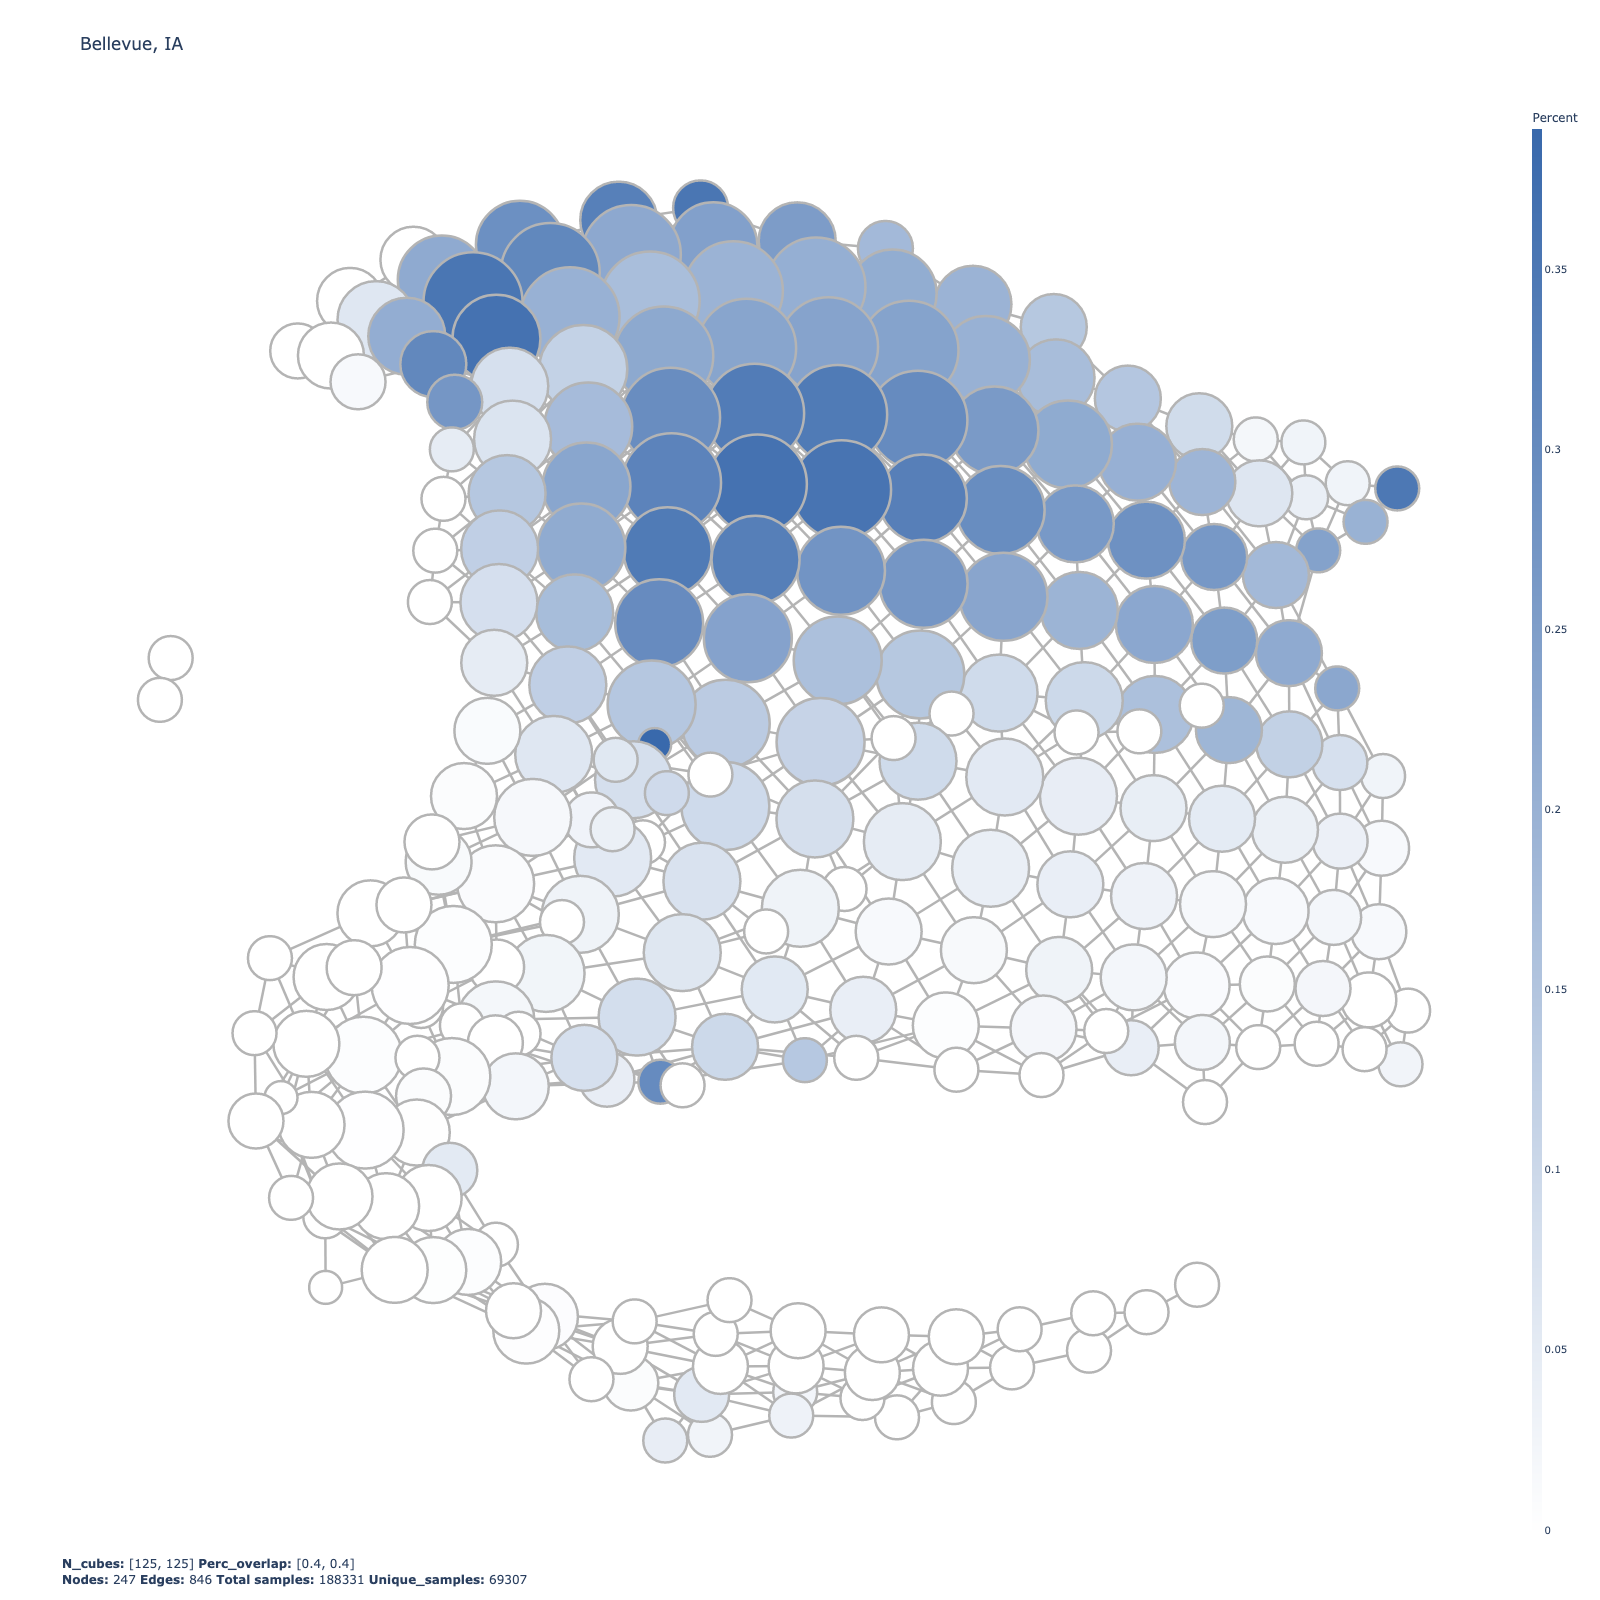 Bellevue, IA
Percent
0.35
0.3
0.25
0.2
0.15
0.1
0.05
0
N_cubes: [125, 125] Perc_overlap: [0.4, 0.4]
Nodes: 247 Edges: 846 Total samples: 188331 Unique_samples: 69307